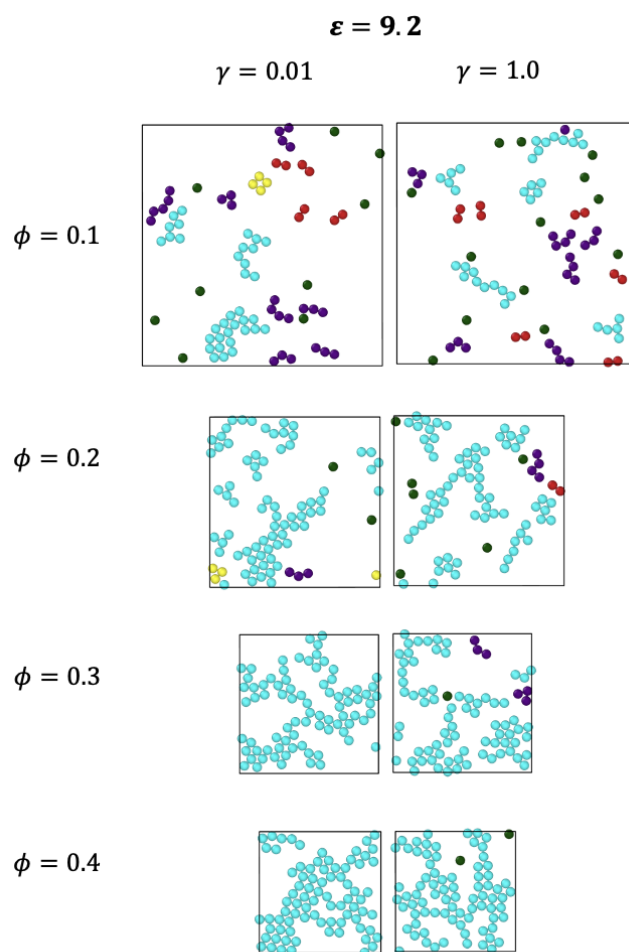 ε = 9.2
γ = 0.01 γ = 1.0
ϕ = 0.1
ϕ = 0.2
ϕ = 0.3
ϕ = 0.4